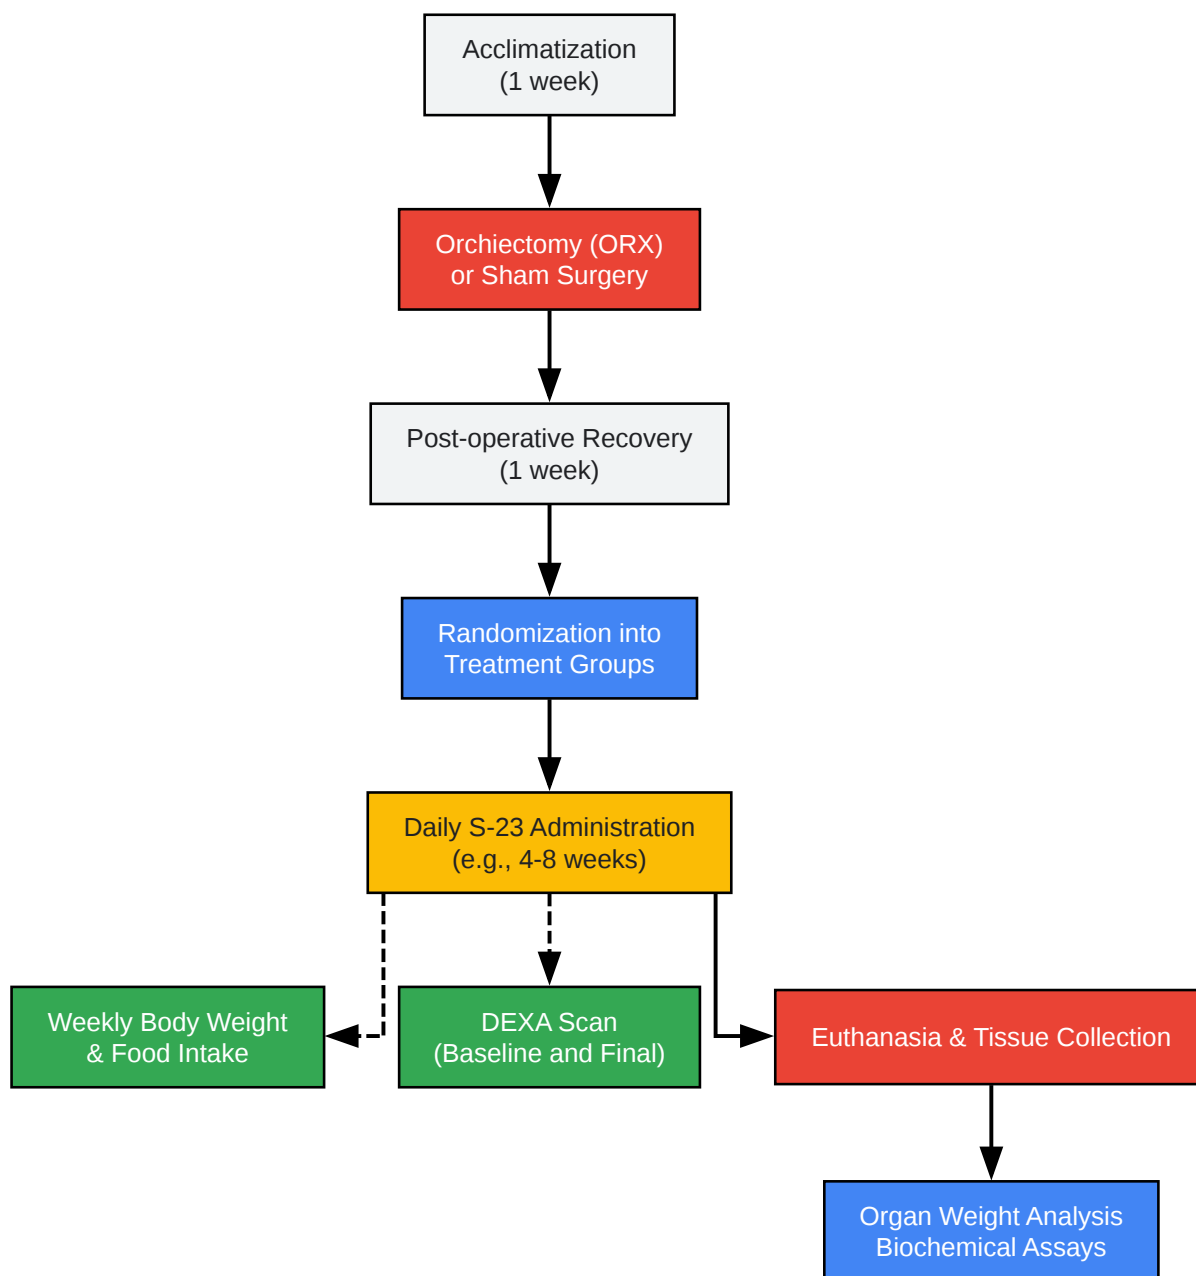 Acclimatization
(1 week)
Orchiectomy (ORX)
or Sham Surgery
Post-operative Recovery
(1 week)
Randomization into
Treatment Groups
Daily S-23 Administration
(e.g., 4-8 weeks)
Weekly Body Weight
& Food Intake
DEXA Scan
(Baseline and Final)
Euthanasia & Tissue Collection
Organ Weight Analysis
Biochemical Assays